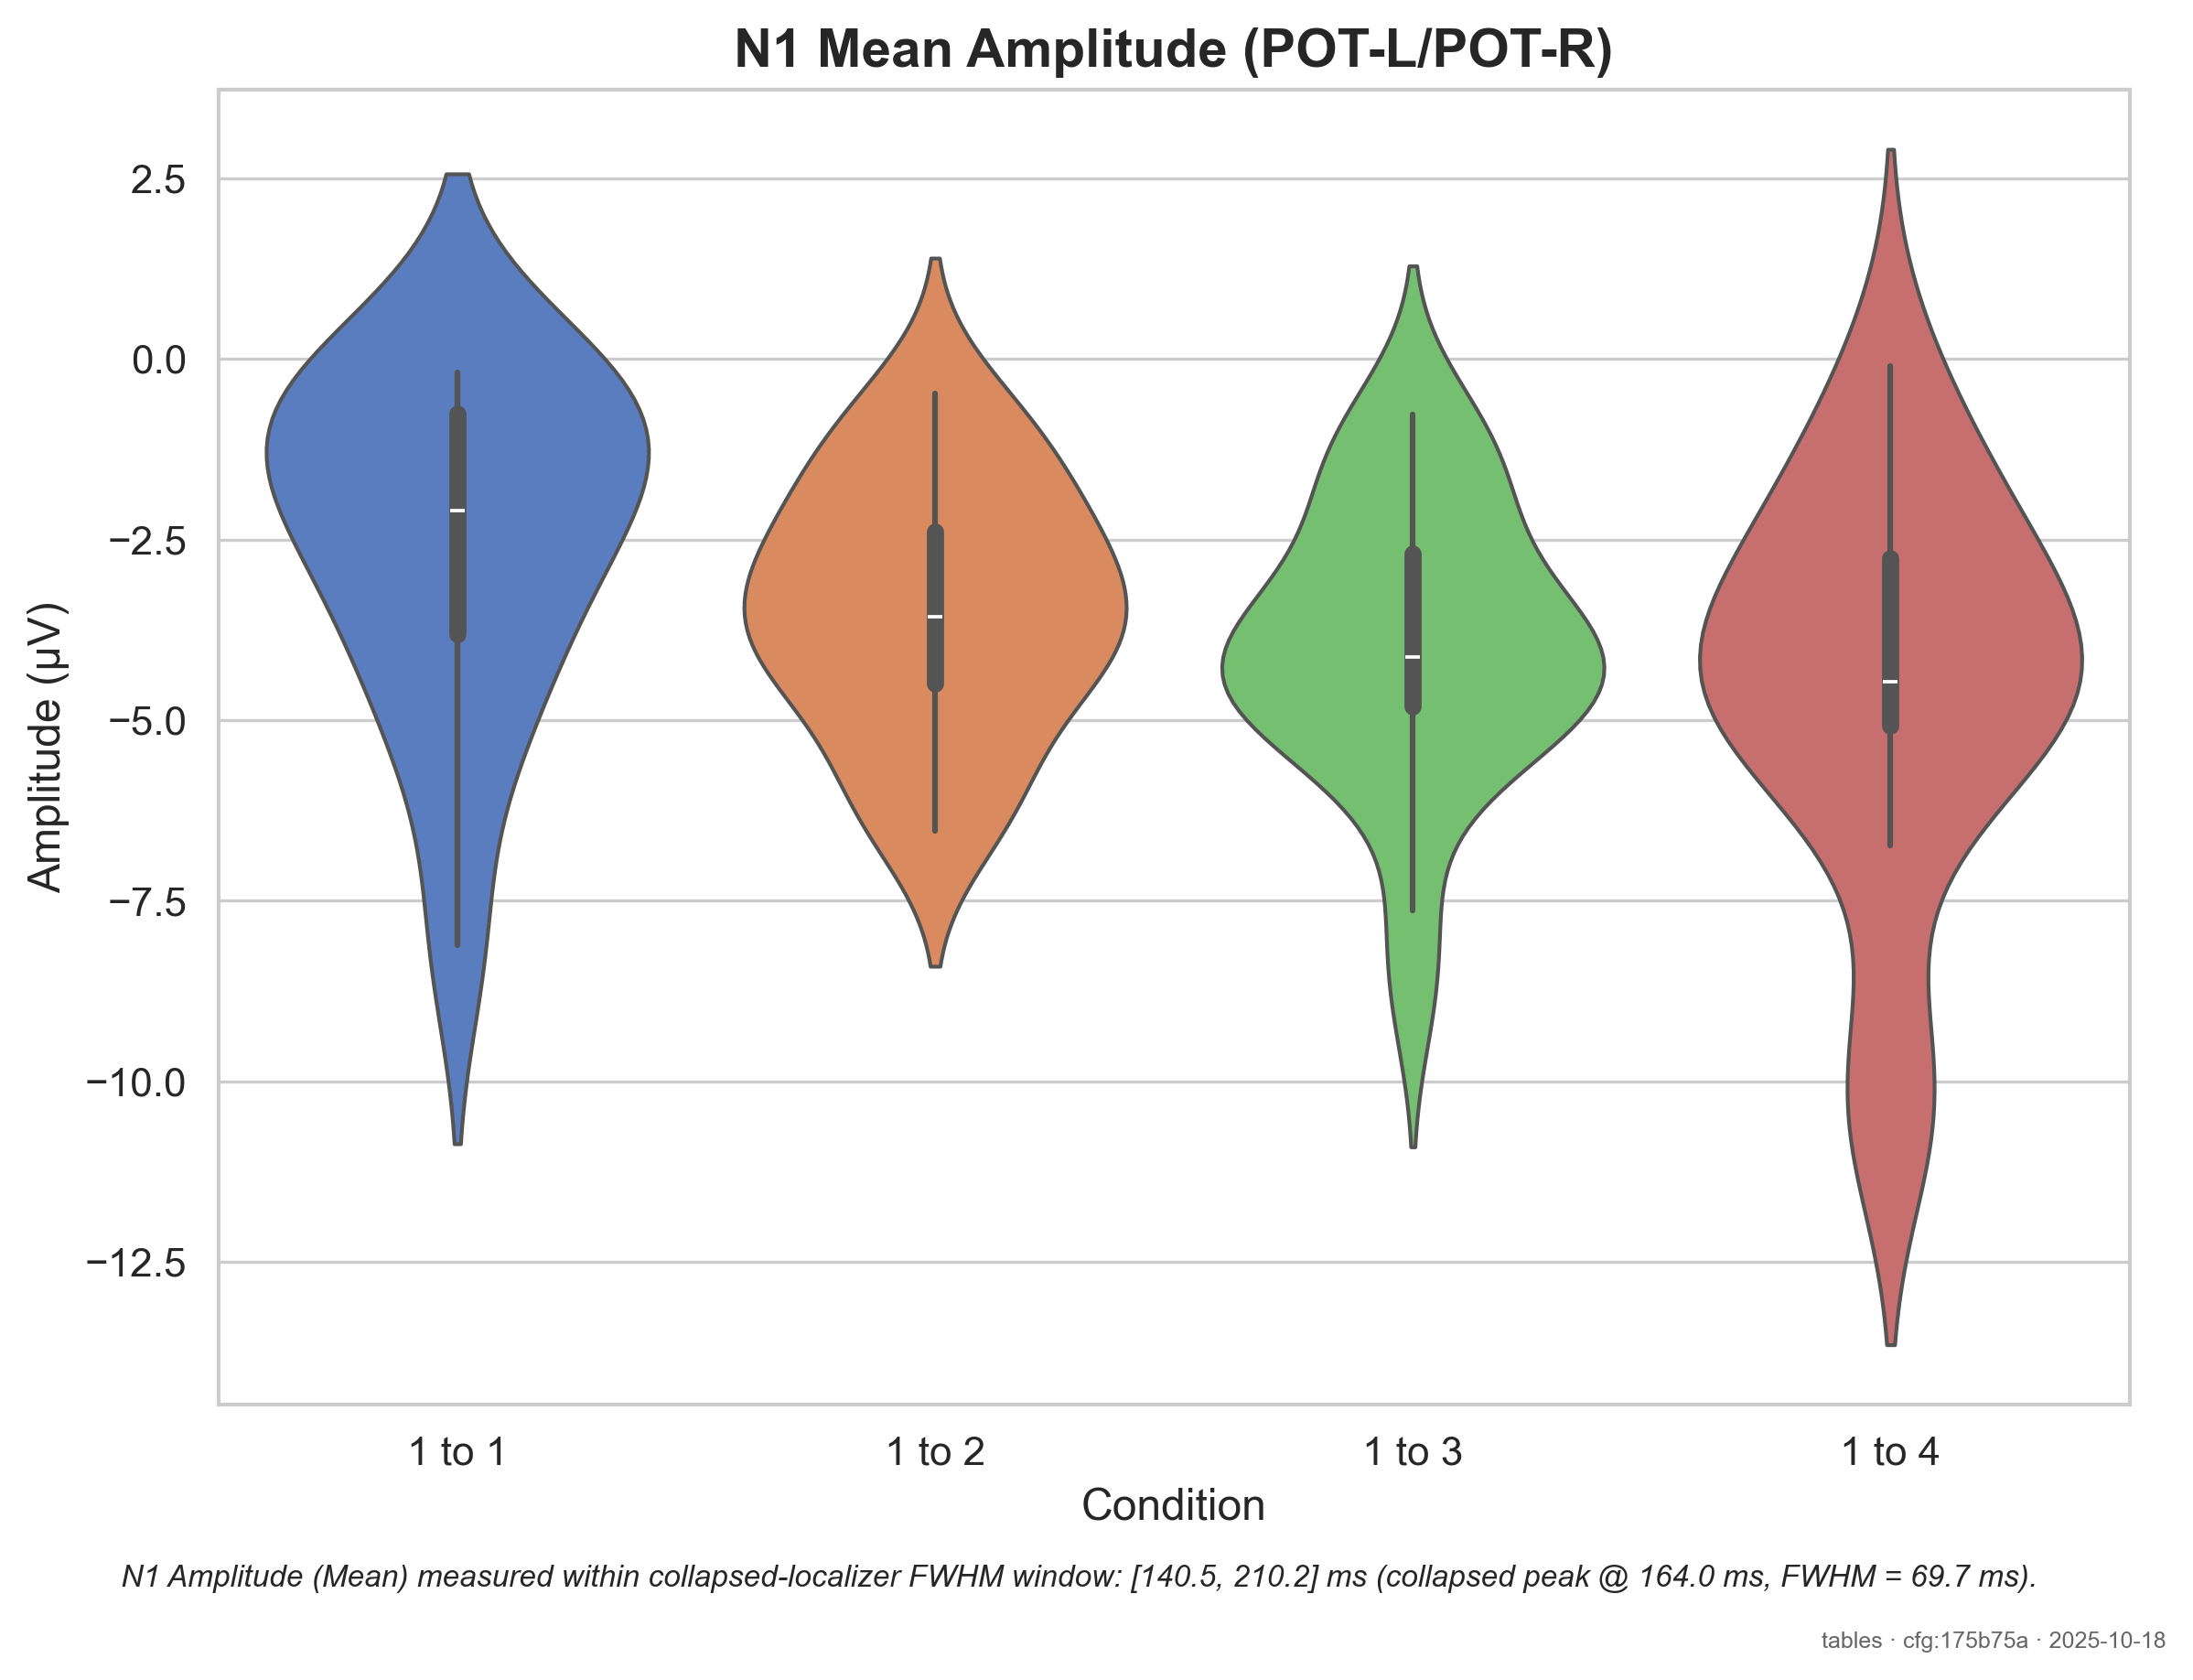 N1 Mean Amplitude (POT-L/POT-R)
Amplitude (μV)
2.5
0.0
−2.5
−5.0
−7.5
−10.0
−12.5
1 to 1
1 to 2
1 to 3
1 to 4
Condition
N1 Amplitude (Mean) measured within collapsed-localizer FWHM window: [140.5, 210.2] ms (collapsed peak @ 164.0 ms, FWHM = 69.7 ms).
tables · cfg:175b75a · 2025-10-18